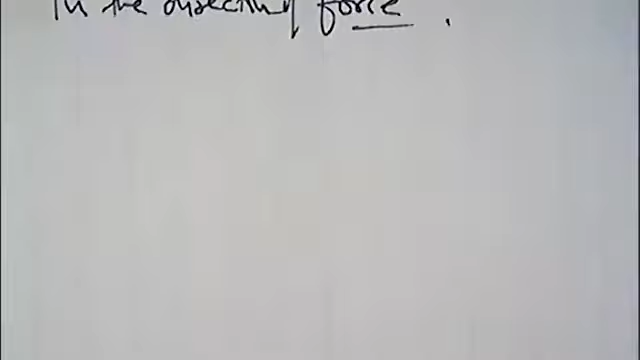 in the direction of force .